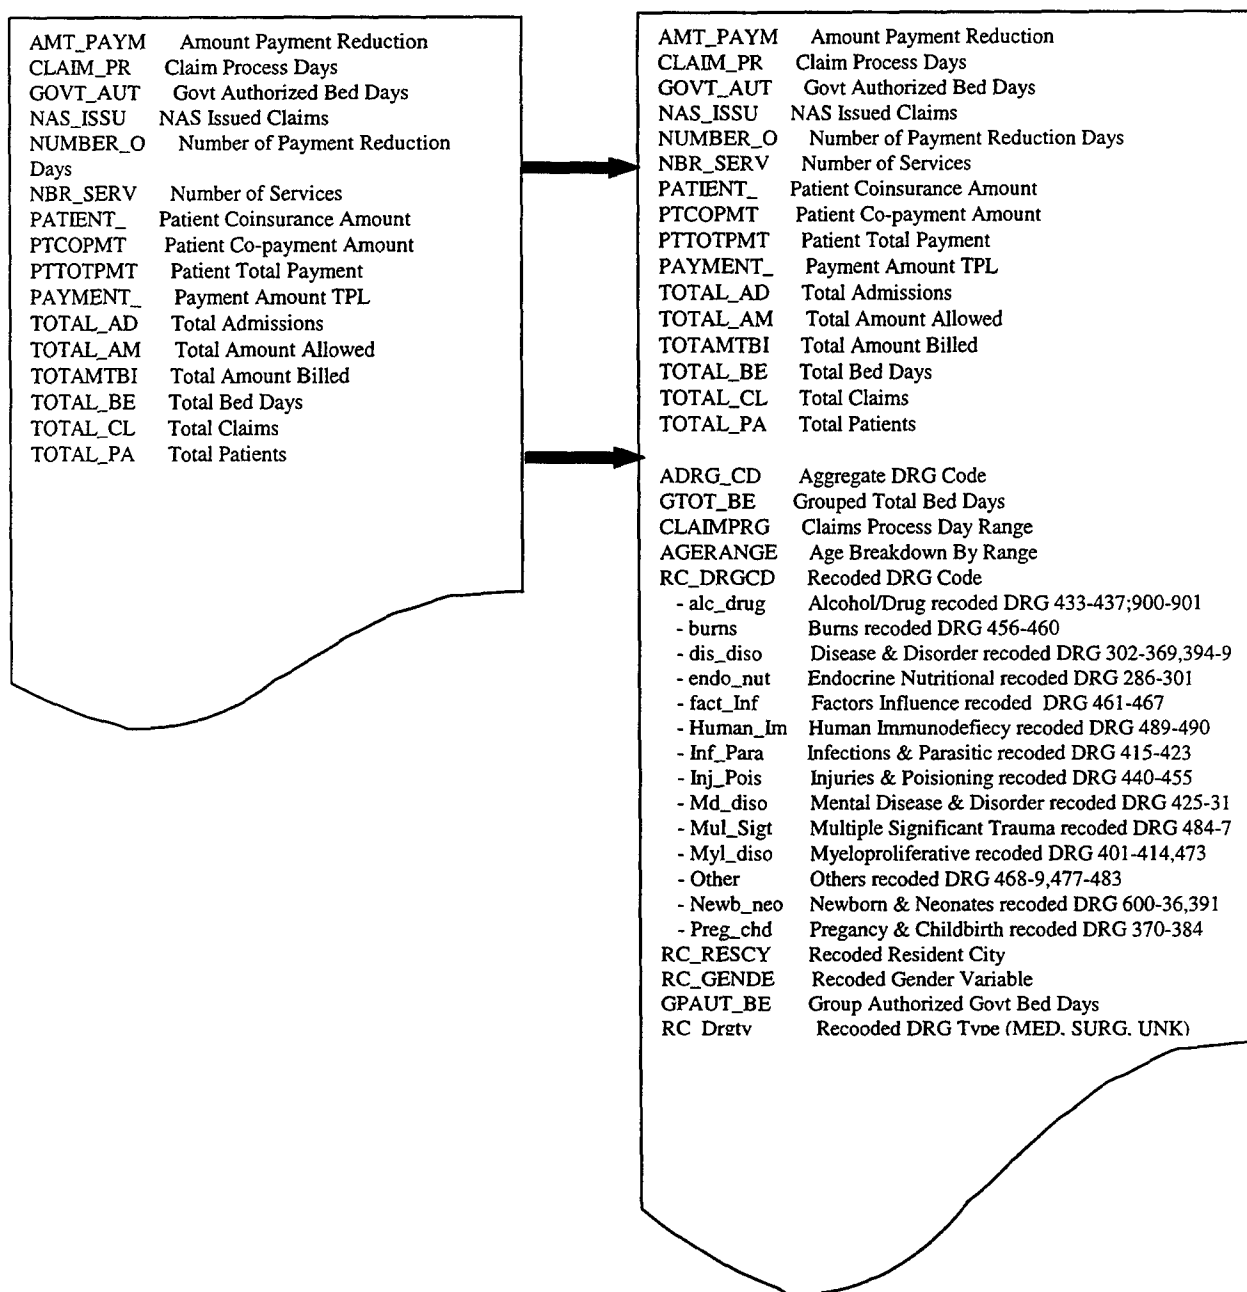 AMT_PAYM Amount Payment Reduction
CLAIM_PR Claim Process Days
GOVT_AUT Govt Authorized Bed Days
NAS_ISSU NAS Issued Claims
NUMBER_O Number of Payment Reduction
Days
NBR_SERV Number of Services
PATIENT_ Patient Coinsurance Amount
PTCOPMT Patient Co-payment Amount
PTTOTPMT Patient Total Payment
PAYMENT_ Payment Amount TPL
TOTAL_AD Total Admissions
TOTAL_AM Total Amount Allowed
TOTAMTBI Total Amount Billed
TOTAL_BE Total Bed Days
TOTAL_CL Total Claims
TOTAL_PA Total Patients
AMT_PAYM Amount Payment Reduction
CLAIM_PR Claim Process Days
GOVT_AUT Govt Authorized Bed Days
NAS_ISSU NAS Issued Claims
NUMBER_O Number of Payment Reduction Days
NBR_SERV Number of Services
PATIENT_ Patient Coinsurance Amount
PTCOPMT Patient Co-payment Amount
PTTOTPMT Patient Total Payment
PAYMENT_ Payment Amount TPL
TOTAL_AD Total Admissions
TOTAL_AM Total Amount Allowed
TOTAMTBI Total Amount Billed
TOTAL_BE Total Bed Days
TOTAL_CL Total Claims
TOTAL_PA Total Patients
ADRG_CD Aggregate DRG Code
GTOT_BE Grouped Total Bed Days
CLAIMPRG Claims Process Day Range
AGERANGE Age Breakdown By Range
RC_DRGCD Recoded DRG Code
- alc_drug Alcohol/Drug recoded DRG 433-437;900-901
- burns Burns recoded DRG 456-460
- dis_diso Disease & Disorder recoded DRG 302-369,394-9
- endo_nut Endocrine Nutritional recoded DRG 286-301
- fact_Inf Factors Influence recoded DRG 461-467
- Human_Im Human Immunodefiecy recoded DRG 489-490
- Inf_Para Infections & Parasitic recoded DRG 415-423
- Inj_Pois Injuries & Poisioning recoded DRG 440-455
- Md_diso Mental Disease & Disorder recoded DRG 425-31
- Mul_Sigt Multiple Significant Trauma recoded DRG 484-7
- Myl_diso Myeloproliferative recoded DRG 401-414,473
- Other Others recoded DRG 468-9,477-483
- Newb_neo Newborn & Neonates recoded DRG 600-36,391
- Preg_chd Pregancy & Childbirth recoded DRG 370-384
RC_RESCY Recoded Resident City
RC_GENDE Recoded Gender Variable
GPAUT_BE Group Authorized Govt Bed Days
RC_Drgty Recooded DRG Type (MED, SURG, UNK)